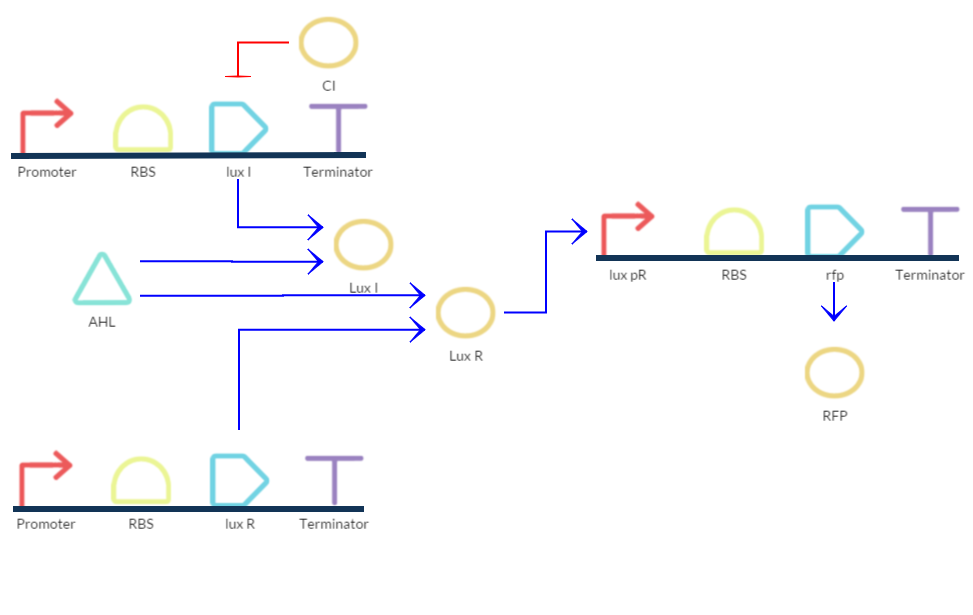 CI
Promoter RBS lux I Terminator
lux pR RBS rfp Terminator
Lux I
AHL
Lux R
RFP
Promoter RBS lux R Terminator